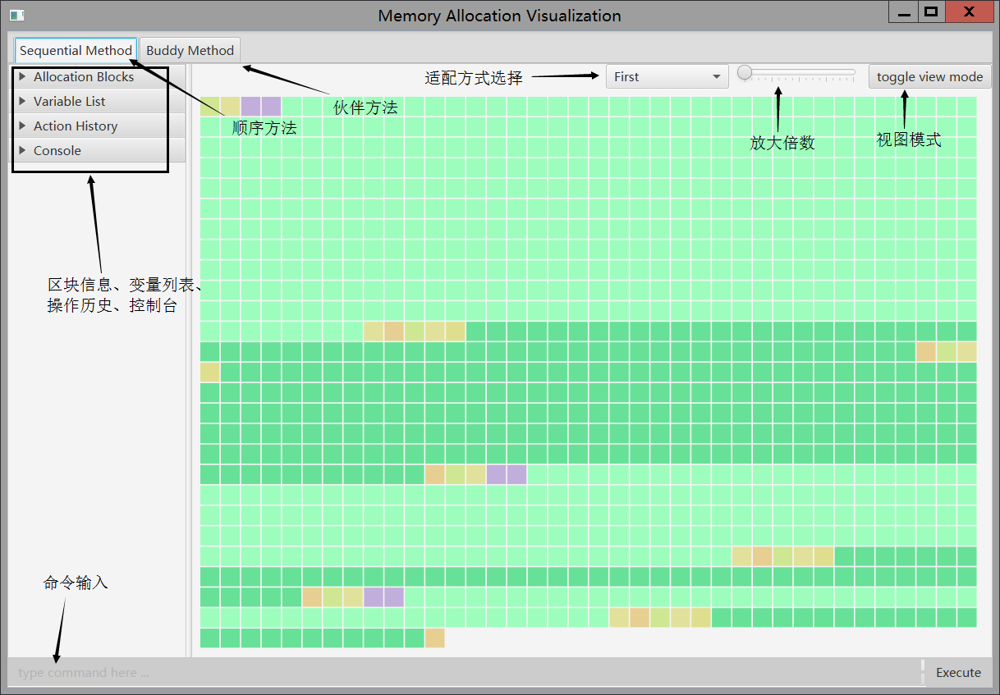 Memory Allocation Visualization
X
Sequential Method
Buddy Method
Allocation Blocks
Variable List
Action History
Console
适配方式选择
First
toggle view mode
伙伴方法
顺序方法
放大倍数
视图模式
区块信息、变量列表、
操作历史、控制台
命令输入
type command here ...
Execute